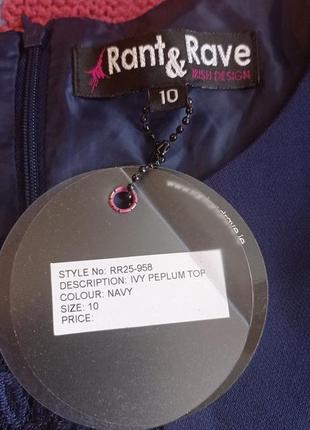 Rant & Rave
IRISH DESIGN
10
STYLE No: RR25-958
DESCRIPTION: IVY PEPLUM TOP
COLOUR: NAVY
SIZE: 10
PRICE: